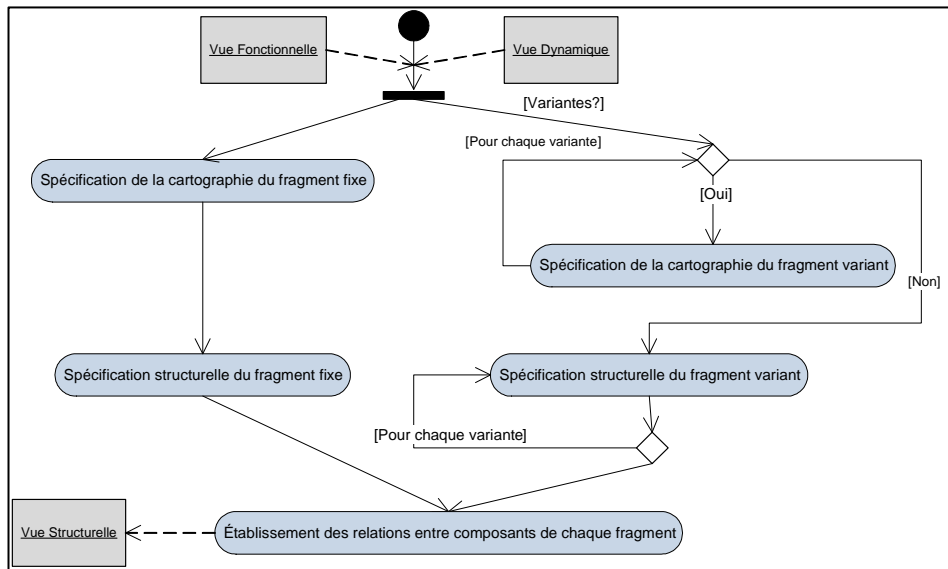 Vue Fonctionnelle
Vue Dynamique
[Variantes?]
[Pour chaque variante]
Spécification de la cartographie du fragment fixe
[Oui]
Spécification de la cartographie du fragment variant
[Non]
Spécification structurelle du fragment fixe
Spécification structurelle du fragment variant
[Pour chaque variante]
Vue Structurelle
Établissement des relations entre composants de chaque fragment